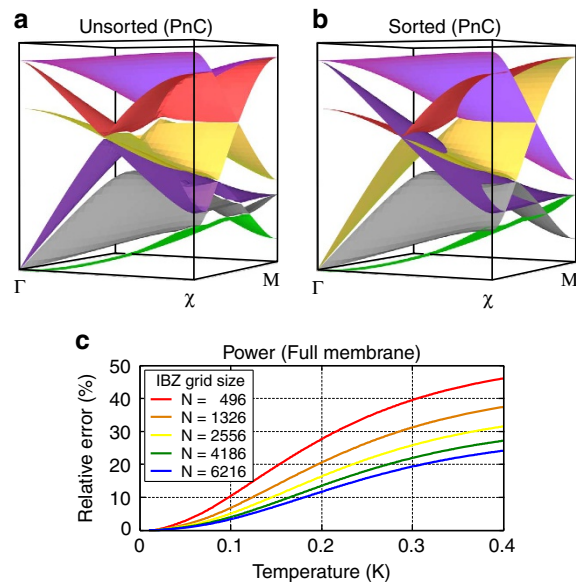 a Unsorted (PnC)
b Sorted (PnC)
Γ
χ
M
Γ
χ
M
c Power (Full membrane)
Relative error (%)
50
40
30
20
10
0
IBZ grid size
N = 496
N = 1326
N = 2556
N = 4186
N = 6216
0 0.1 0.2 0.3 0.4
Temperature (K)